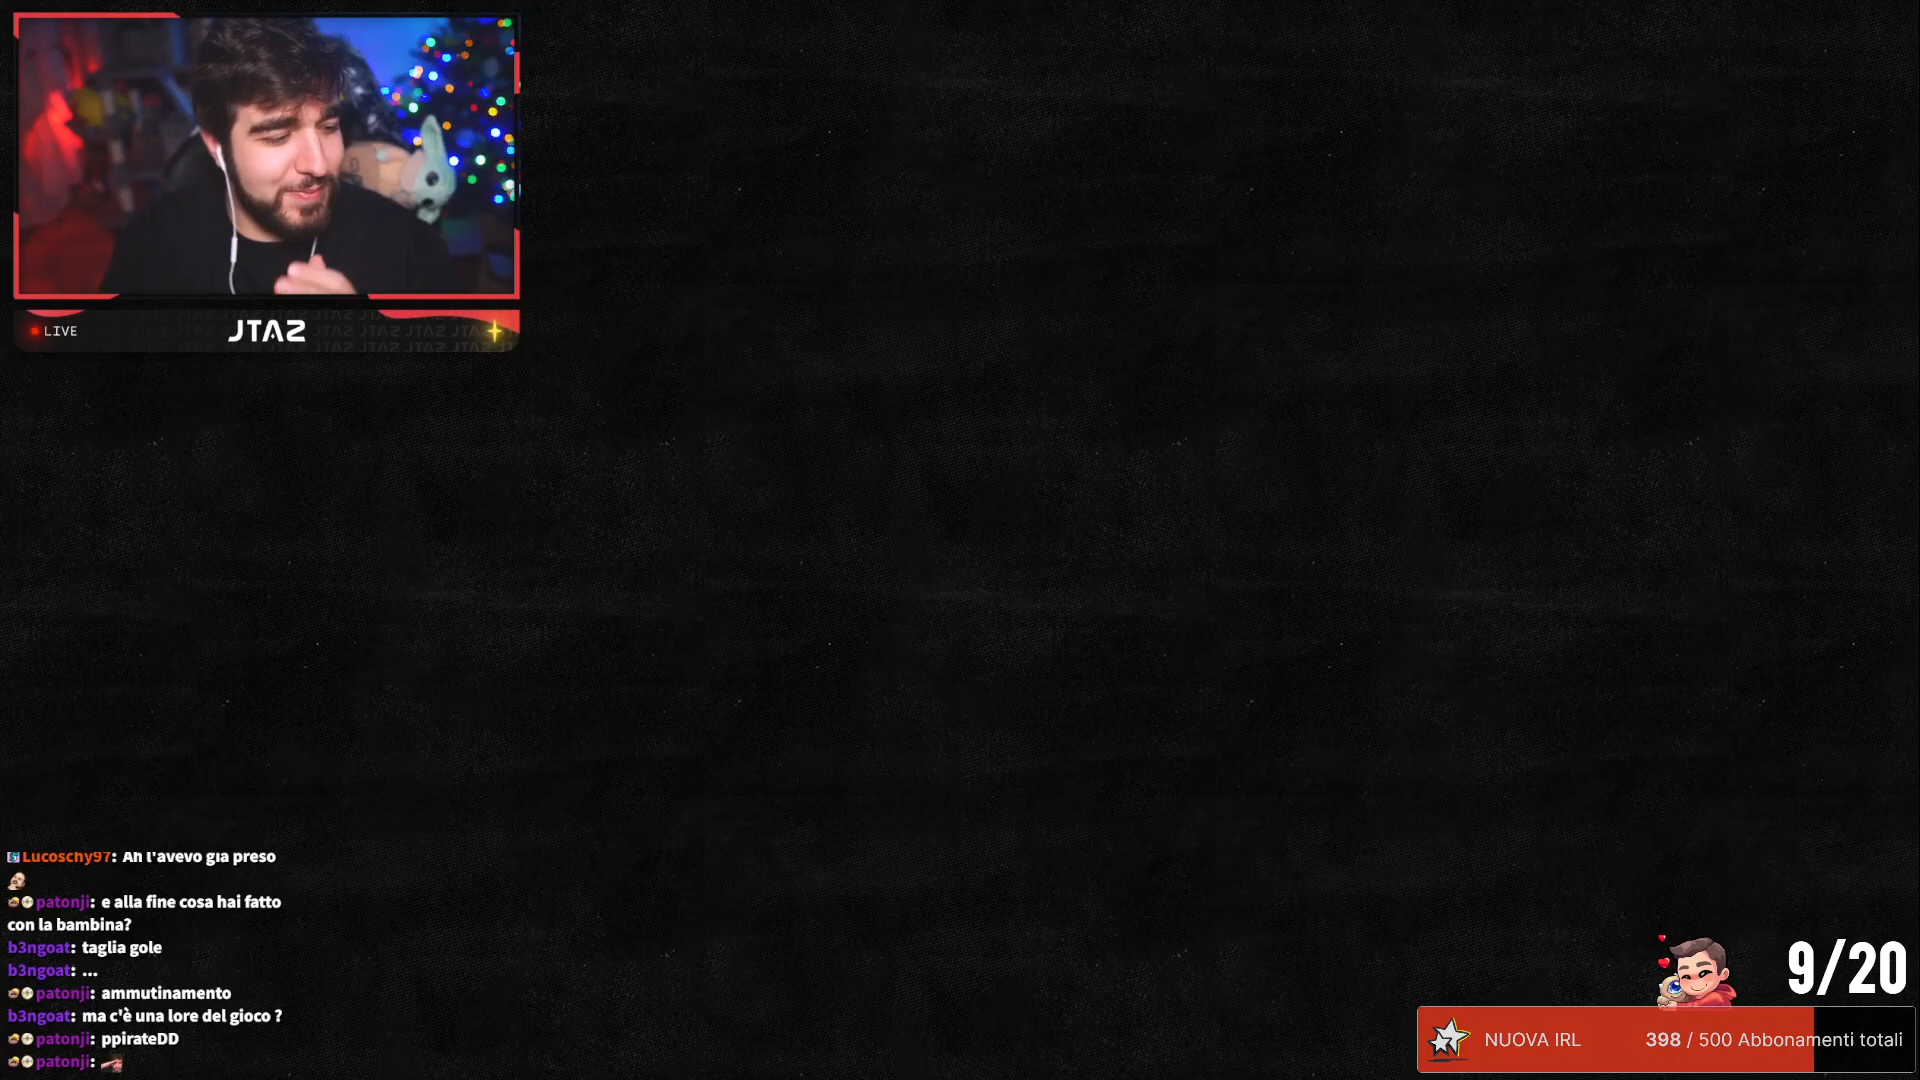 LIVE
JTAZ
Lucoschy97: Ah l'avevo già preso
patonji: e alla fine cosa hai fatto
con la bambina?
b3ngoat: taglia gole
b3ngoat: ...
patonji: ammutinamento
b3ngoat: ma c'è una lore del gioco ?
patonji: ppirateDD
patonji:
9/20
NUOVA IRL 398 / 500 Abbonamenti totali